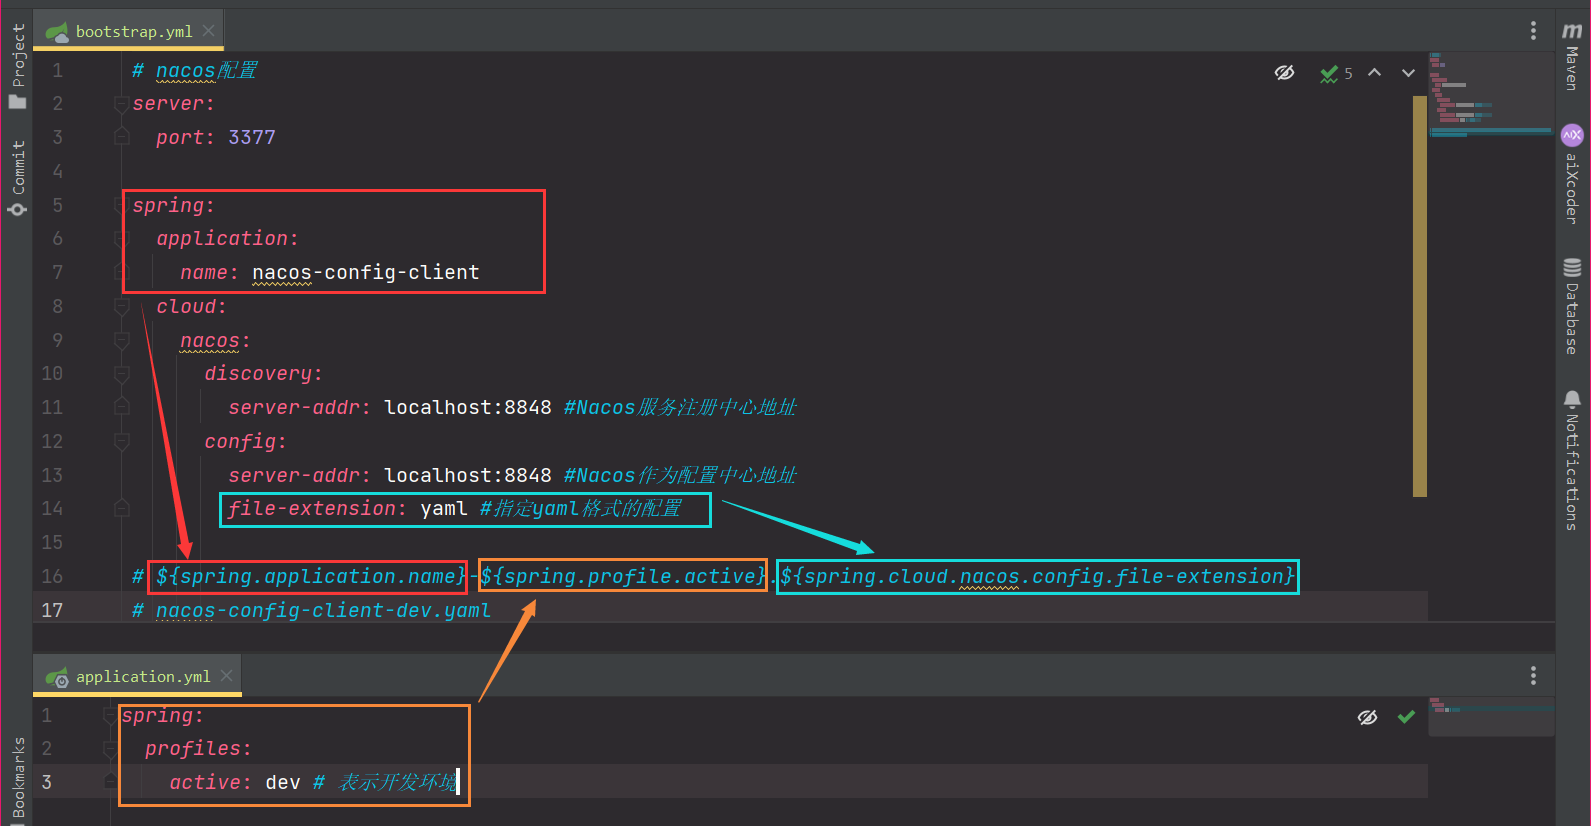 bootstrap.yml
1 # nacos配置
2 server:
3 port: 3377
4
5 spring:
6 application:
7 name: nacos-config-client
8 cloud:
9 nacos:
10 discovery:
11 server-addr: localhost:8848 #Nacos服务注册中心地址
12 config:
13 server-addr: localhost:8848 #Nacos作为配置中心地址
14 file-extension: yaml #指定yaml格式的配置
15
16 # ${spring.application.name}-${spring.profile.active}.${spring.cloud.nacos.config.file-extension}
17 # nacos-config-client-dev.yaml
5
application.yml
1 spring:
2 profiles:
3 active: dev # 表示开发环境
Project
Commit
Bookmarks
m
Maven
AiX
aiXcoder
Database
Notifications